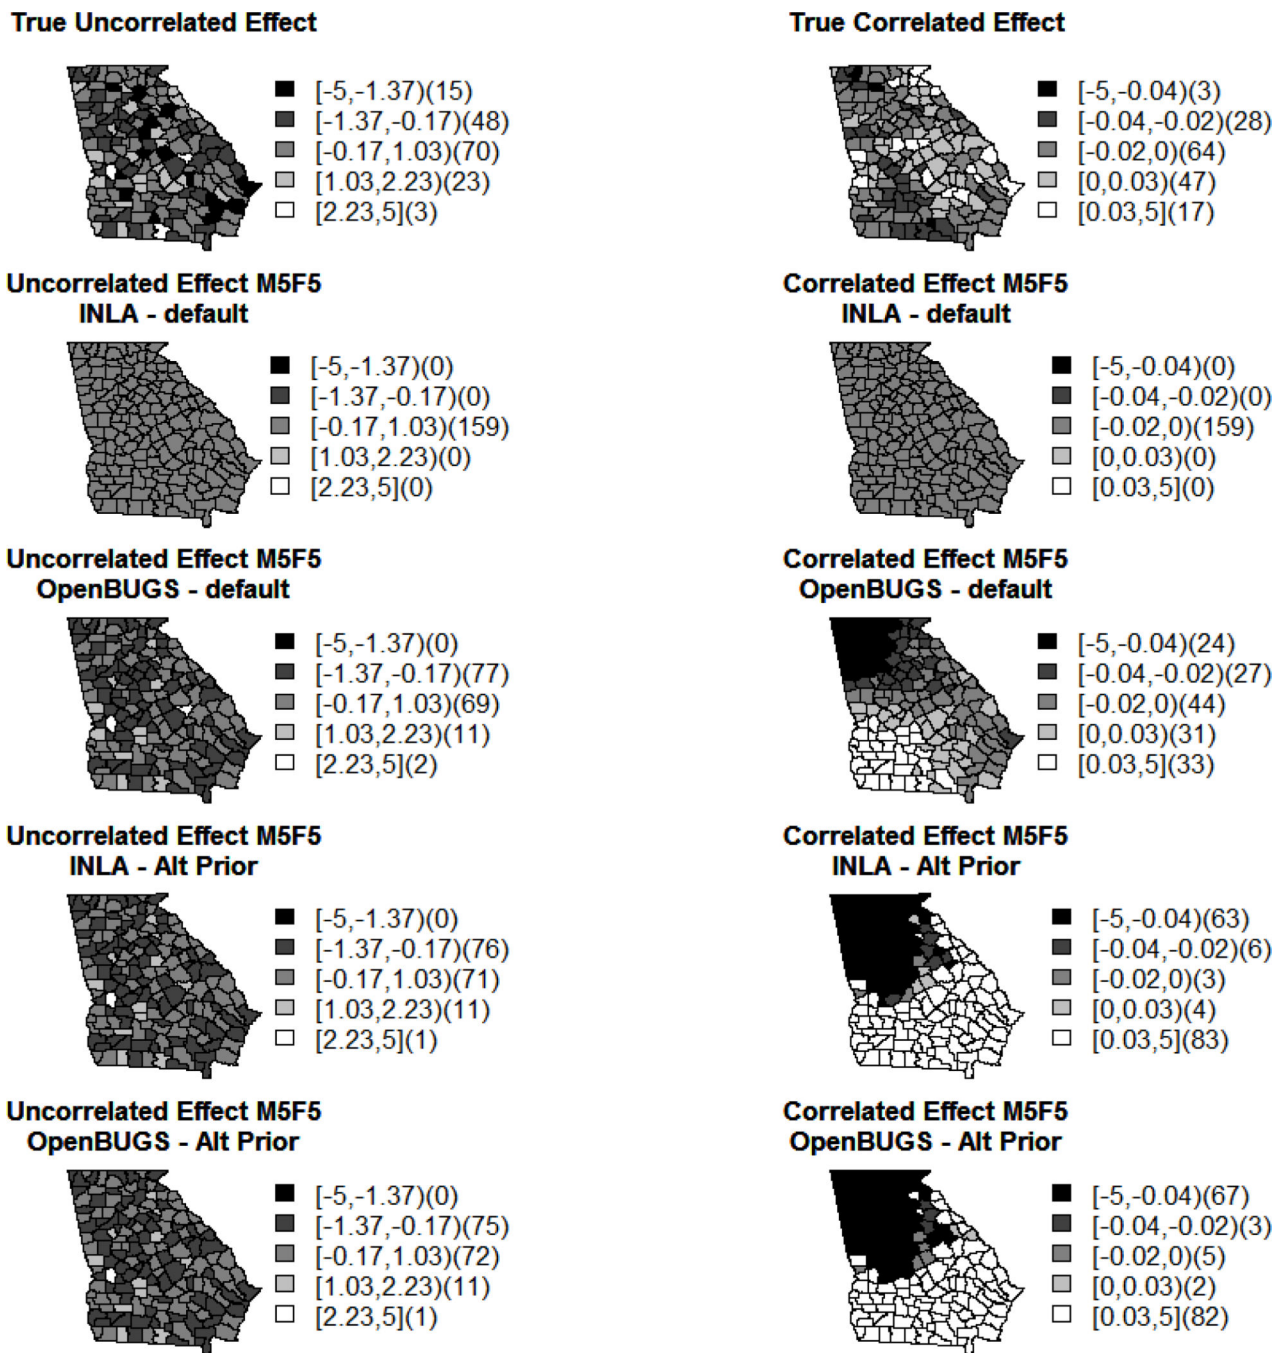 True Uncorrelated Effect
[-5,-1.37)(15)
[-1.37,-0.17)(48)
[-0.17,1.03)(70)
[1.03,2.23)(23)
[2.23,5](3)
True Correlated Effect
[-5,-0.04)(3)
[-0.04,-0.02)(28)
[-0.02,0)(64)
[0,0.03)(47)
[0.03,5](17)
Uncorrelated Effect M5F5
INLA - default
[-5,-1.37)(0)
[-1.37,-0.17)(0)
[-0.17,1.03)(159)
[1.03,2.23)(0)
[2.23,5](0)
Correlated Effect M5F5
INLA - default
[-5,-0.04)(0)
[-0.04,-0.02)(0)
[-0.02,0)(159)
[0,0.03)(0)
[0.03,5](0)
Uncorrelated Effect M5F5
OpenBUGS - default
[-5,-1.37)(0)
[-1.37,-0.17)(77)
[-0.17,1.03)(69)
[1.03,2.23)(11)
[2.23,5](2)
Correlated Effect M5F5
OpenBUGS - default
[-5,-0.04)(24)
[-0.04,-0.02)(27)
[-0.02,0)(44)
[0,0.03)(31)
[0.03,5](33)
Uncorrelated Effect M5F5
INLA - Alt Prior
[-5,-1.37)(0)
[-1.37,-0.17)(76)
[-0.17,1.03)(71)
[1.03,2.23)(11)
[2.23,5](1)
Correlated Effect M5F5
INLA - Alt Prior
[-5,-0.04)(63)
[-0.04,-0.02)(6)
[-0.02,0)(3)
[0,0.03)(4)
[0.03,5](83)
Uncorrelated Effect M5F5
OpenBUGS - Alt Prior
[-5,-1.37)(0)
[-1.37,-0.17)(75)
[-0.17,1.03)(72)
[1.03,2.23)(11)
[2.23,5](1)
Correlated Effect M5F5
OpenBUGS - Alt Prior
[-5,-0.04)(67)
[-0.04,-0.02)(3)
[-0.02,0)(5)
[0,0.03)(2)
[0.03,5](82)